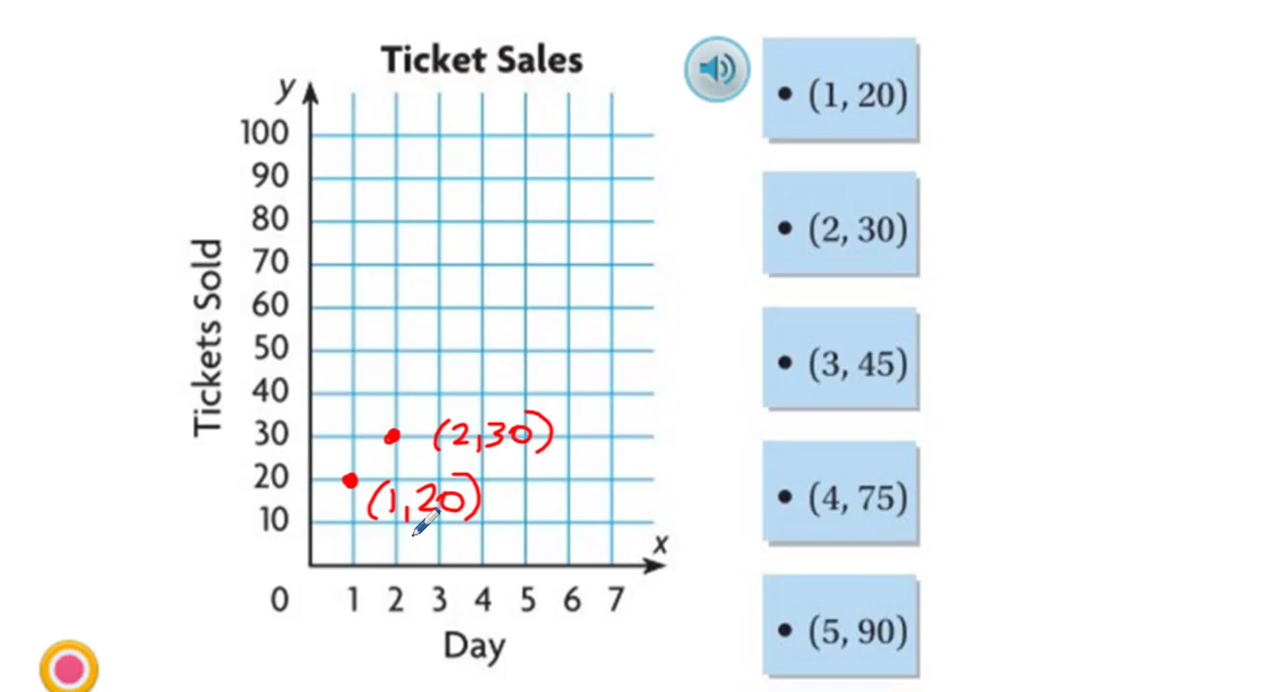 Ticket Sales
y
100
90
80
70
60
50
40
30
20
10
0
Tickets Sold
(2,30)
(1,20)
x
1 2 3 4 5 6 7
Day
• (1, 20)
• (2, 30)
• (3, 45)
• (4, 75)
• (5, 90)